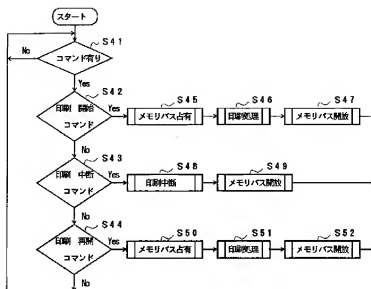 スタート
S41
No
コマンド有り
Yes
S42
印刷 開始
コマンド
Yes
S45
メモリバス占有
S46
印刷処理
S47
メモリバス開放
No
S43
印刷 中断
コマンド
Yes
S48
印刷中断
S49
メモリバス開放
No
S44
印刷 再開
コマンド
Yes
S50
メモリバス占有
S51
印刷処理
S52
メモリバス開放
No